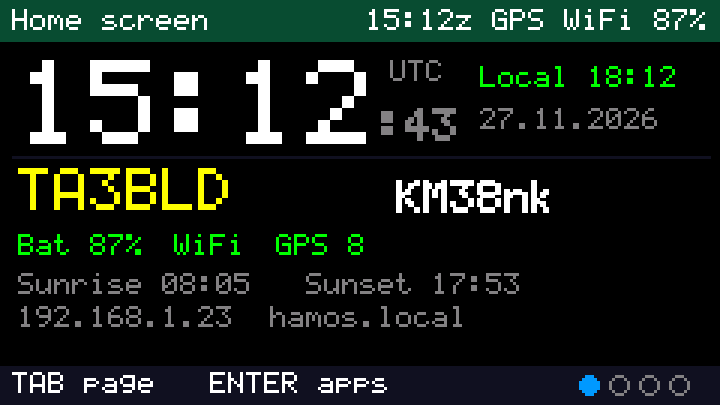 Home screen 15:12z GPS WiFi 87%
15:12:43 UTC
Local 18:12
27.11.2026
TA3BLD KM38nk
Bat 87% WiFi GPS 8
Sunrise 08:05 Sunset 17:53
192.168.1.23 hamos.local
TAB page ENTER apps